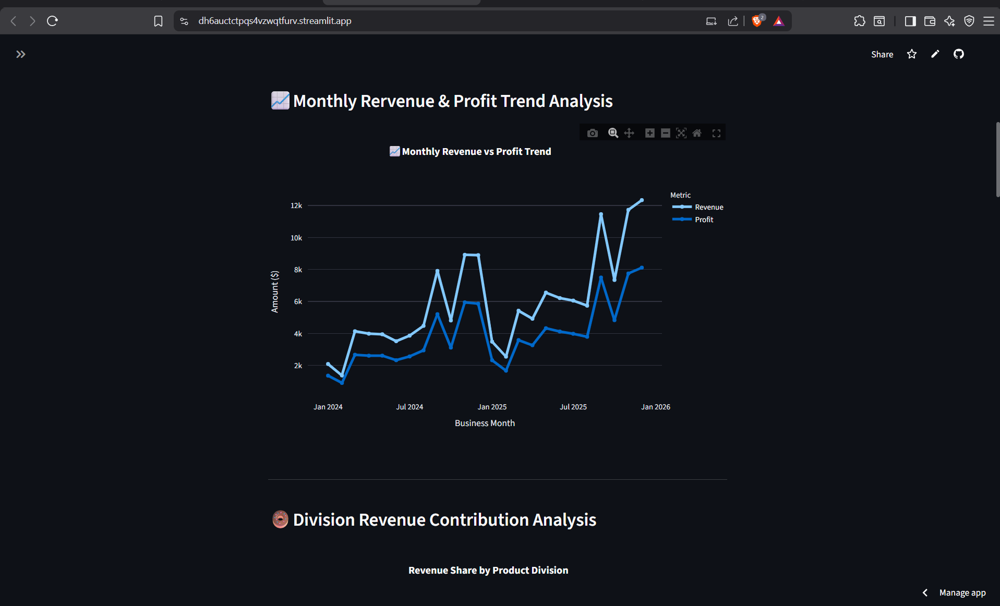 dh6auctctpqs4vzwqtfurv.streamlit.app
2
Share
Monthly Rervenue & Profit Trend Analysis
Monthly Revenue vs Profit Trend
Metric
Revenue
Profit
12k
10k
8k
6k
4k
2k
Amount ($)
Jan 2024
Jul 2024
Jan 2025
Jul 2025
Jan 2026
Business Month
Division Revenue Contribution Analysis
Revenue Share by Product Division
Manage app